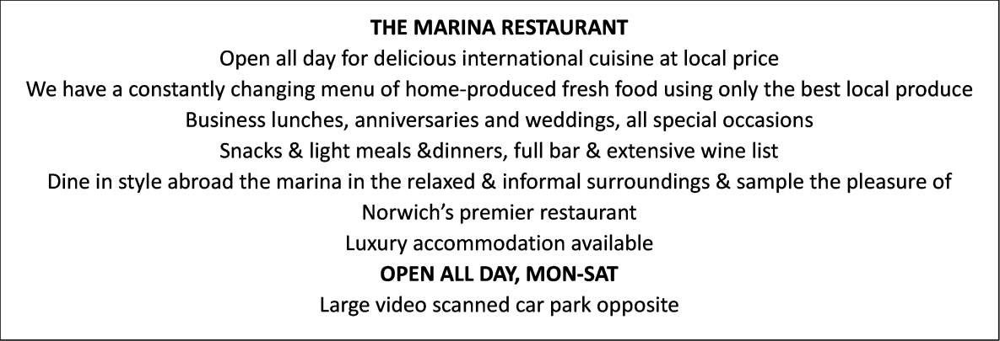 THE MARINA RESTAURANT
Open all day for delicious international cuisine at local price
We have a constantly changing menu of home-produced fresh food using only the best local produce
Business lunches, anniversaries and weddings, all special occasions
Snacks & light meals &dinners, full bar & extensive wine list
Dine in style abroad the marina in the relaxed & informal surroundings & sample the pleasure of
Norwich’s premier restaurant
Luxury accommodation available
OPEN ALL DAY, MON-SAT
Large video scanned car park opposite